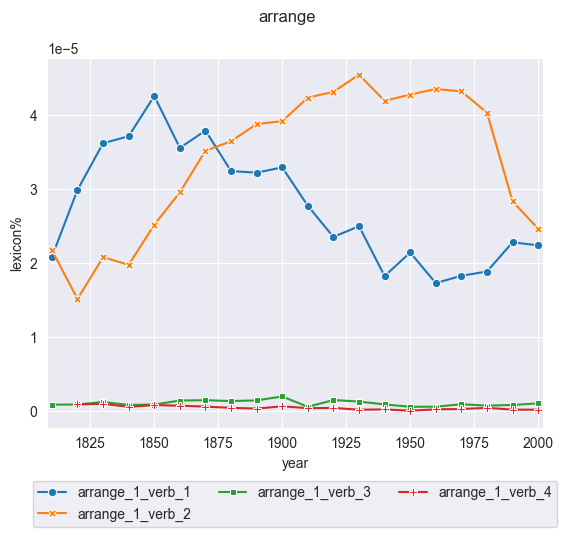 arrange
1e−5
4
3
2
1
0
lexicon%
1825 1850 1875 1900 1925 1950 1975 2000
year
arrange_1_verb_1 arrange_1_verb_3 arrange_1_verb_4
arrange_1_verb_2